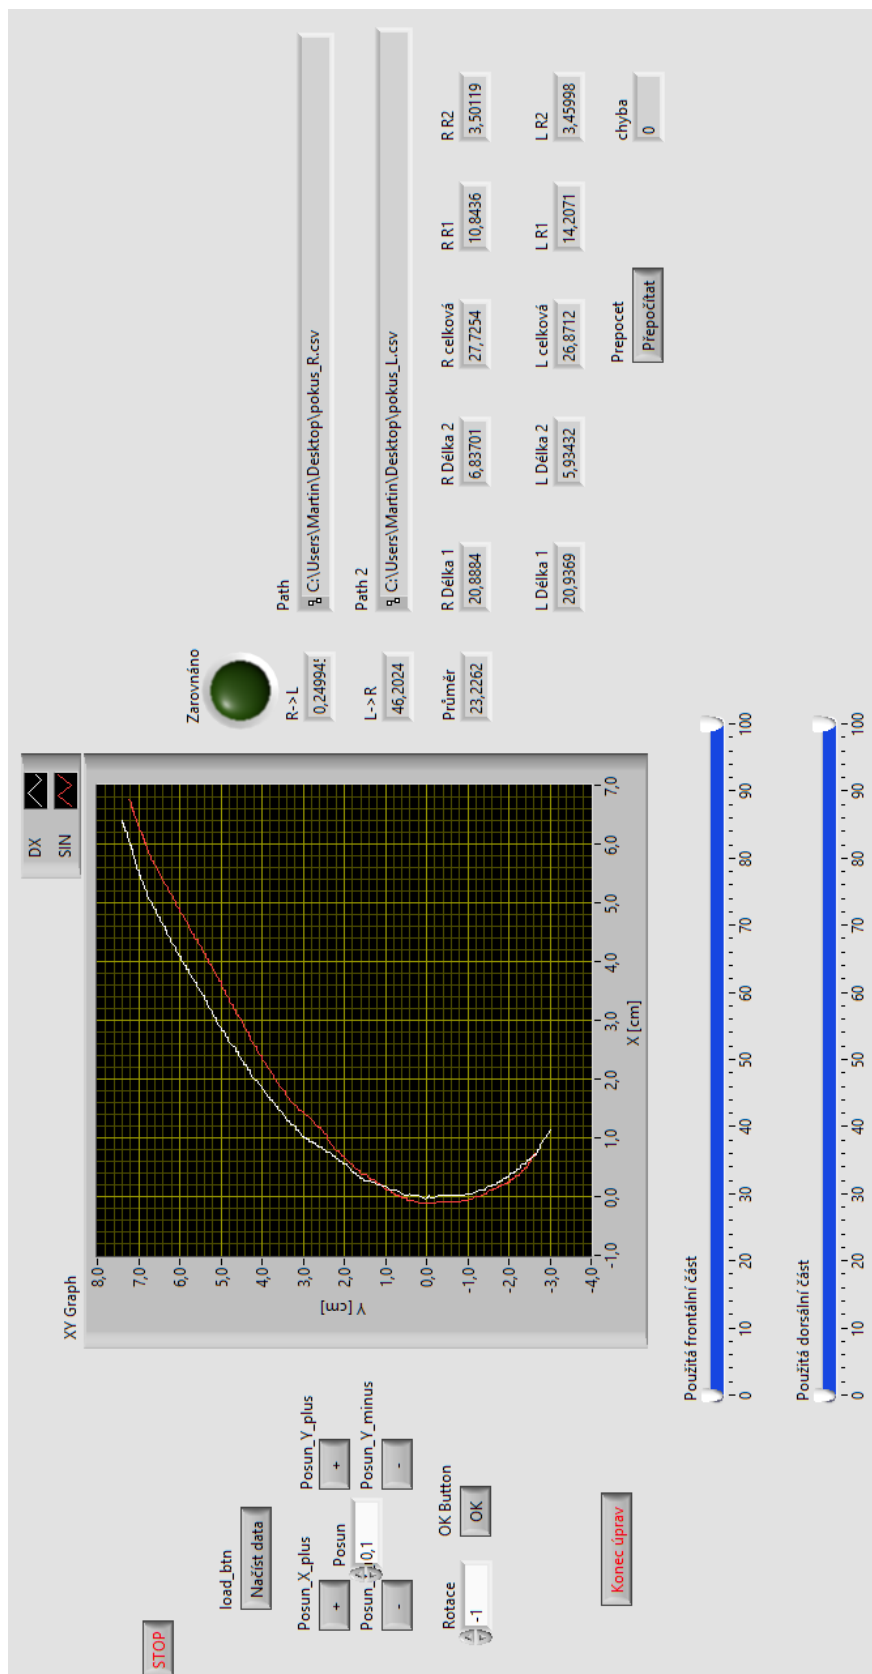 STOP
load_btn
Načíst data
Posun_X_plus
+
Posun_Y_plus
+
Posun
0,1
Posun_
-
Posun_Y_minus
-
Rotace
-1
OK Button
OK
Konec úprav
XY Graph
DX
SIN
8,0
7,0
6,0
5,0
4,0
3,0
2,0
1,0
0,0
-1,0
-2,0
-3,0
-4,0
Y [cm]
-1,0 0,0 1,0 2,0 3,0 4,0 5,0 6,0 7,0
X [cm]
Použitá frontální část
0 10 20 30 40 50 60 70 80 90 100
Použitá dorsální část
0 10 20 30 40 50 60 70 80 90 100
Zarovnáno
R->L
0,249945
L->R
46,2024
Průměr
23,2262
Path
C:\Users\Martin\Desktop\pokus_R.csv
Path 2
C:\Users\Martin\Desktop\pokus_L.csv
R Délka 1 R Délka 2 R celková R R1 R R2
20,8884 6,83701 27,7254 10,8436 3,50119
L Délka 1 L Délka 2 L celková L R1 L R2
20,9369 5,93432 26,8712 14,2071 3,45998
Prepocet
Přepočítat
chyba
0